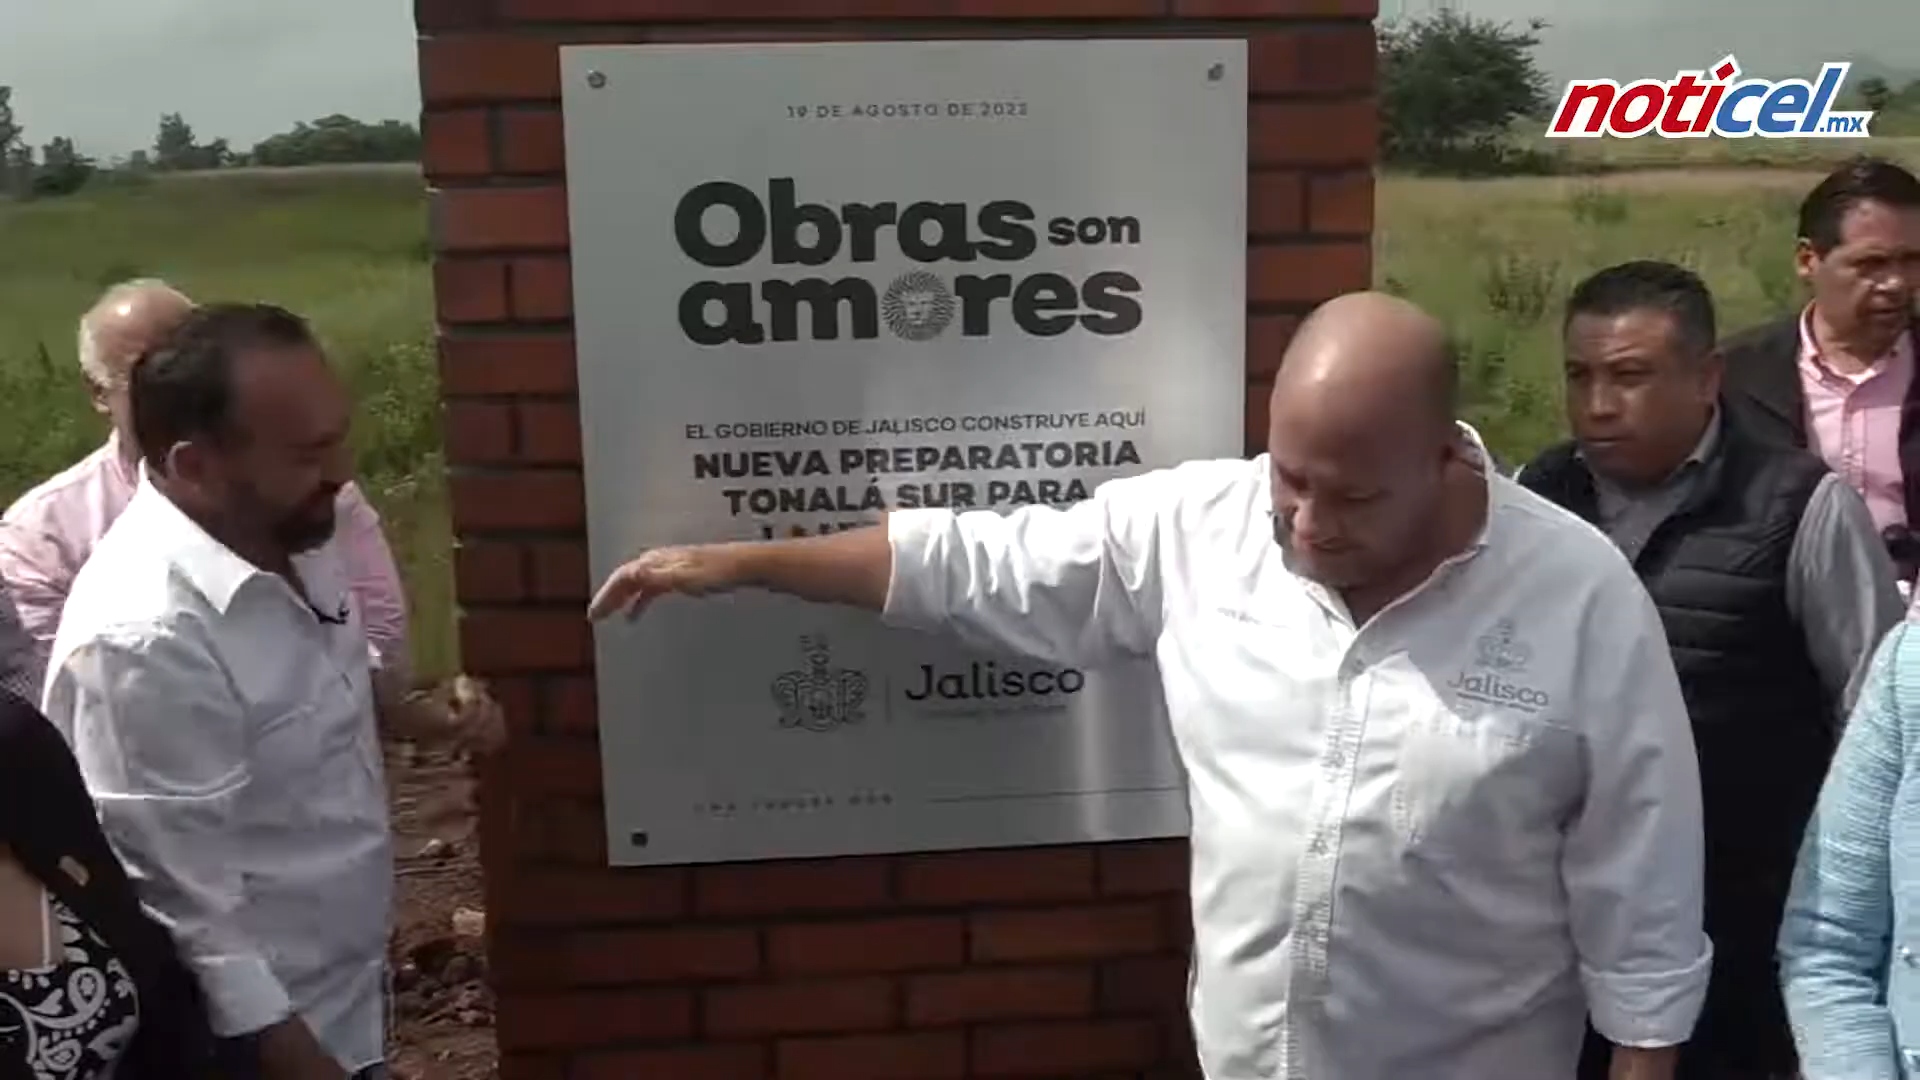 noticel.mx
19 DE AGOSTO DE 2022
Obras son
amores
EL GOBIERNO DE JALISCO CONSTRUYE AQUÍ
NUEVA PREPARATORIA
TONALÁ SUR PARA
Jalisco
Jalisco